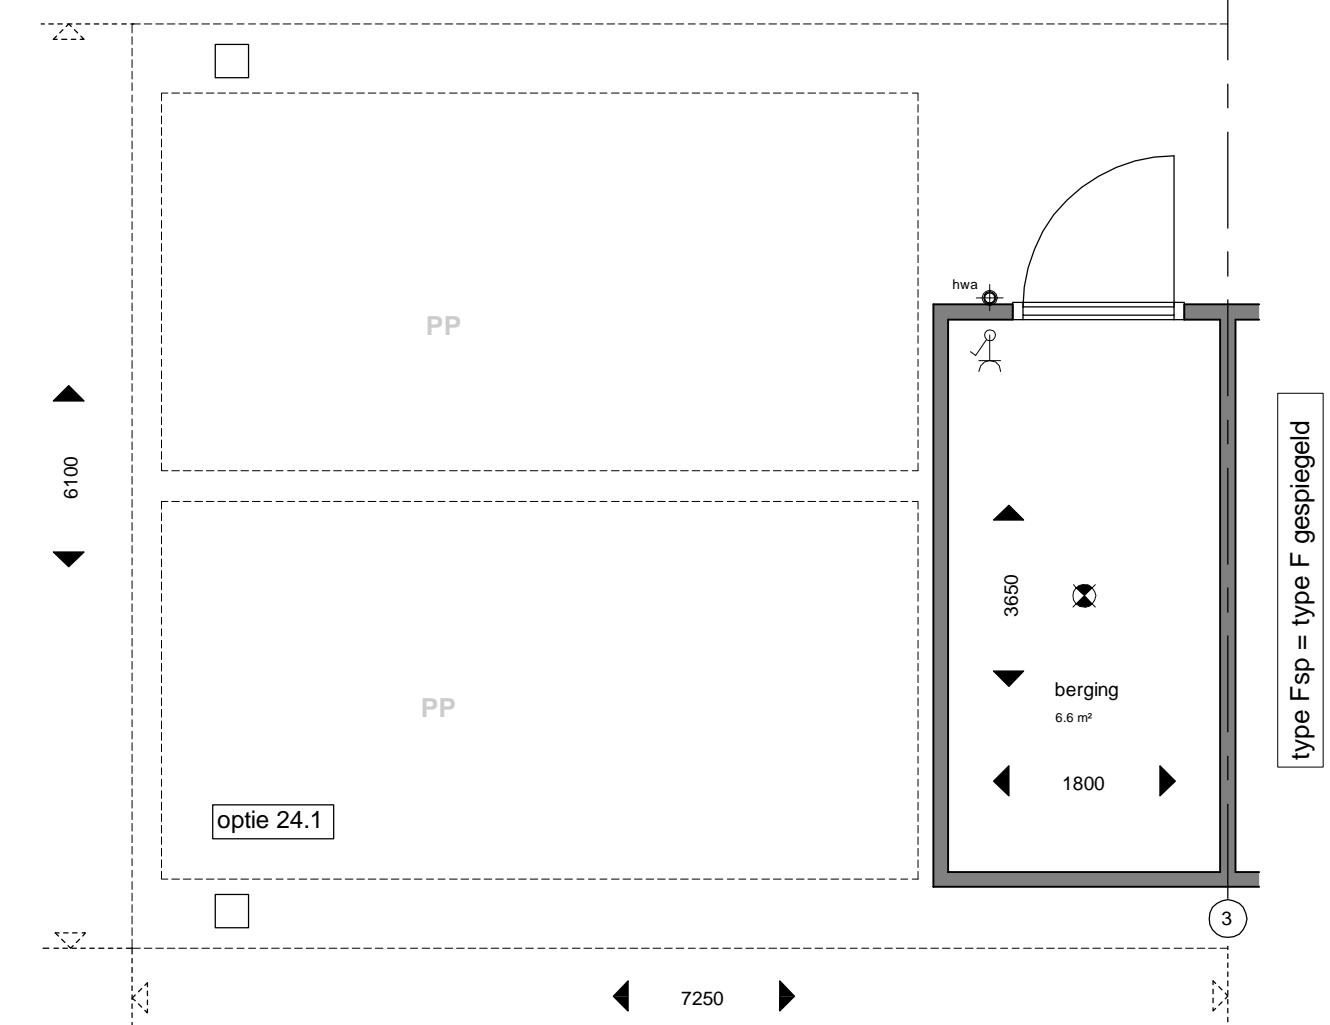 hwa
PP
6100
type Fsp = type F gespiegeld
3650
berging
6.6 m²
PP
1800
optie 24.1
3
7250